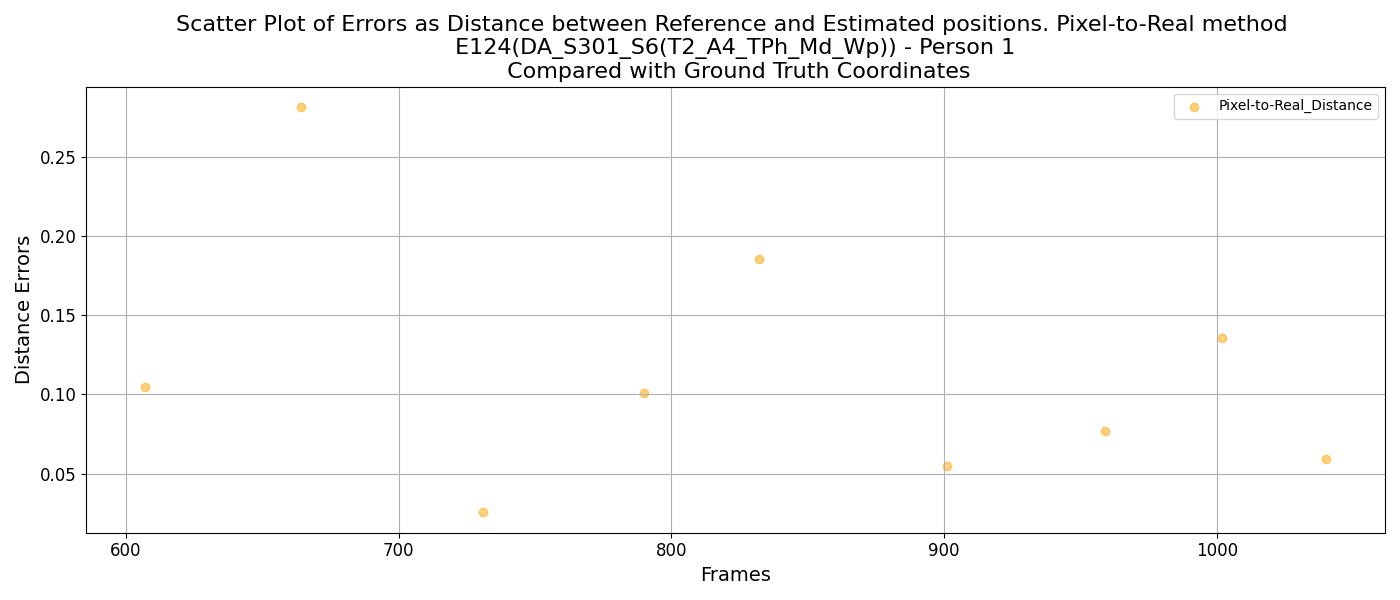 Scatter Plot of Errors as Distance between Reference and Estimated positions. Pixel-to-Real method
E124(DA_S301_S6(T2_A4_TPh_Md_Wp)) - Person 1
Compared with Ground Truth Coordinates
Pixel-to-Real_Distance
Distance Errors
0.25
0.20
0.15
0.10
0.05
600 700 800 900 1000
Frames